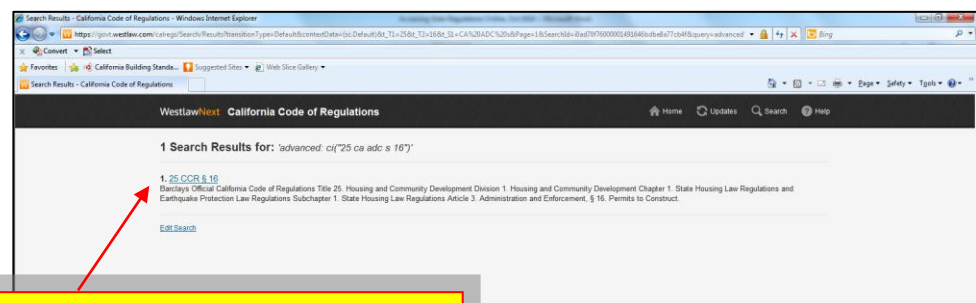 Search Results - California Code of Regulations - Windows Internet Explorer
Bing
Convert Select
Favorites California Building Standa... Suggested Sites Web Slice Gallery
Search Results - California Code of Regulations
Page Safety Tools
WestlawNext California Code of Regulations
Home Updates Search Help
1 Search Results for: 'advanced: ci("25 ca adc s 16")'
1. 25 CCR § 16
Barclays Official California Code of Regulations Title 25. Housing and Community Development Division 1. Housing and Community Development Chapter 1. State Housing Law Regulations and
Earthquake Protection Law Regulations Subchapter 1. State Housing Law Regulations Article 3. Administration and Enforcement, § 16. Permits to Construct.
Edit Search